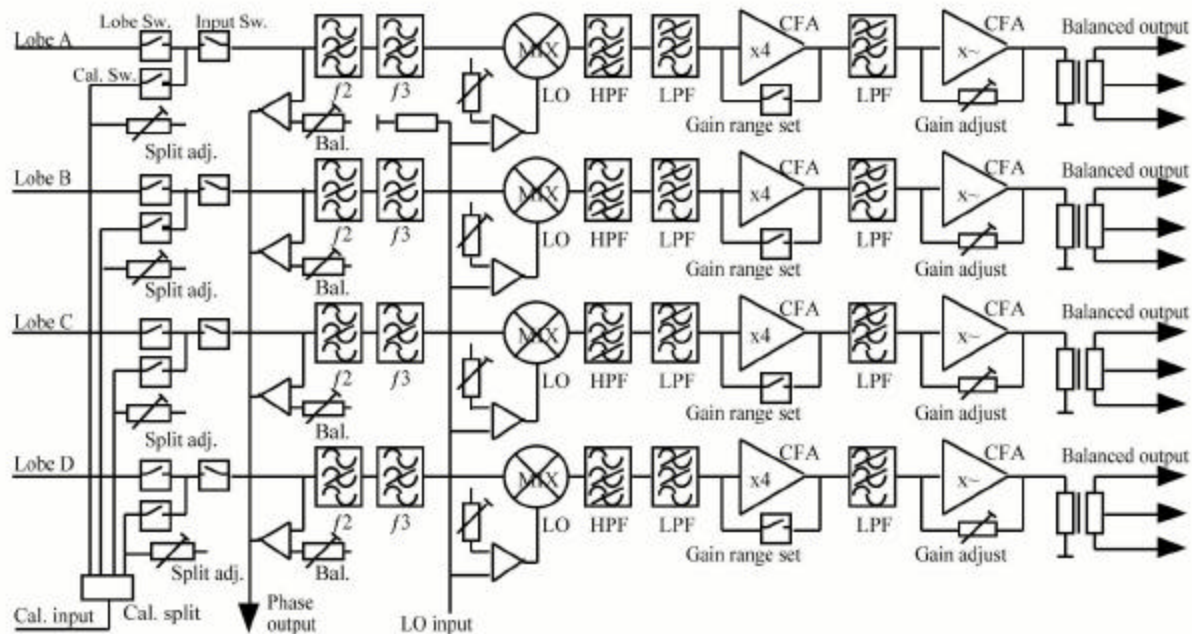 Lobe Sw. Input Sw. CFA CFA Balanced output
Lobe A MIX x4 x~
Cal. Sw.
f2 f3 LO HPF LPF LPF
Split adj. Bal. Gain range set Gain adjust
Lobe B MIX x4 CFA x~ CFA Balanced output
f2 f3 LO HPF LPF LPF
Split adj. Bal. Gain range set Gain adjust
Lobe C MIX x4 CFA x~ CFA Balanced output
f2 f3 LO HPF LPF LPF
Split adj. Bal. Gain range set Gain adjust
Lobe D MIX x4 CFA x~ CFA Balanced output
f2 f3 LO HPF LPF LPF
Split adj. Bal. Gain range set Gain adjust
Cal. input Cal. split Phase output LO input